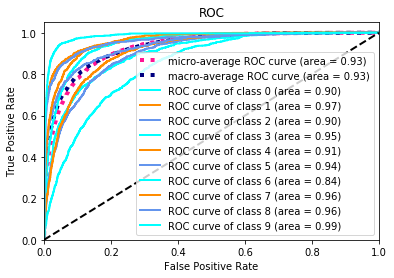 ROC
1.0
0.8
0.6
0.4
0.2
0.0
True Positive Rate
micro-average ROC curve (area = 0.93)
macro-average ROC curve (area = 0.93)
ROC curve of class 0 (area = 0.90)
ROC curve of class 1 (area = 0.97)
ROC curve of class 2 (area = 0.90)
ROC curve of class 3 (area = 0.95)
ROC curve of class 4 (area = 0.91)
ROC curve of class 5 (area = 0.94)
ROC curve of class 6 (area = 0.84)
ROC curve of class 7 (area = 0.96)
ROC curve of class 8 (area = 0.96)
ROC curve of class 9 (area = 0.99)
0.0 0.2 0.4 0.6 0.8 1.0
False Positive Rate